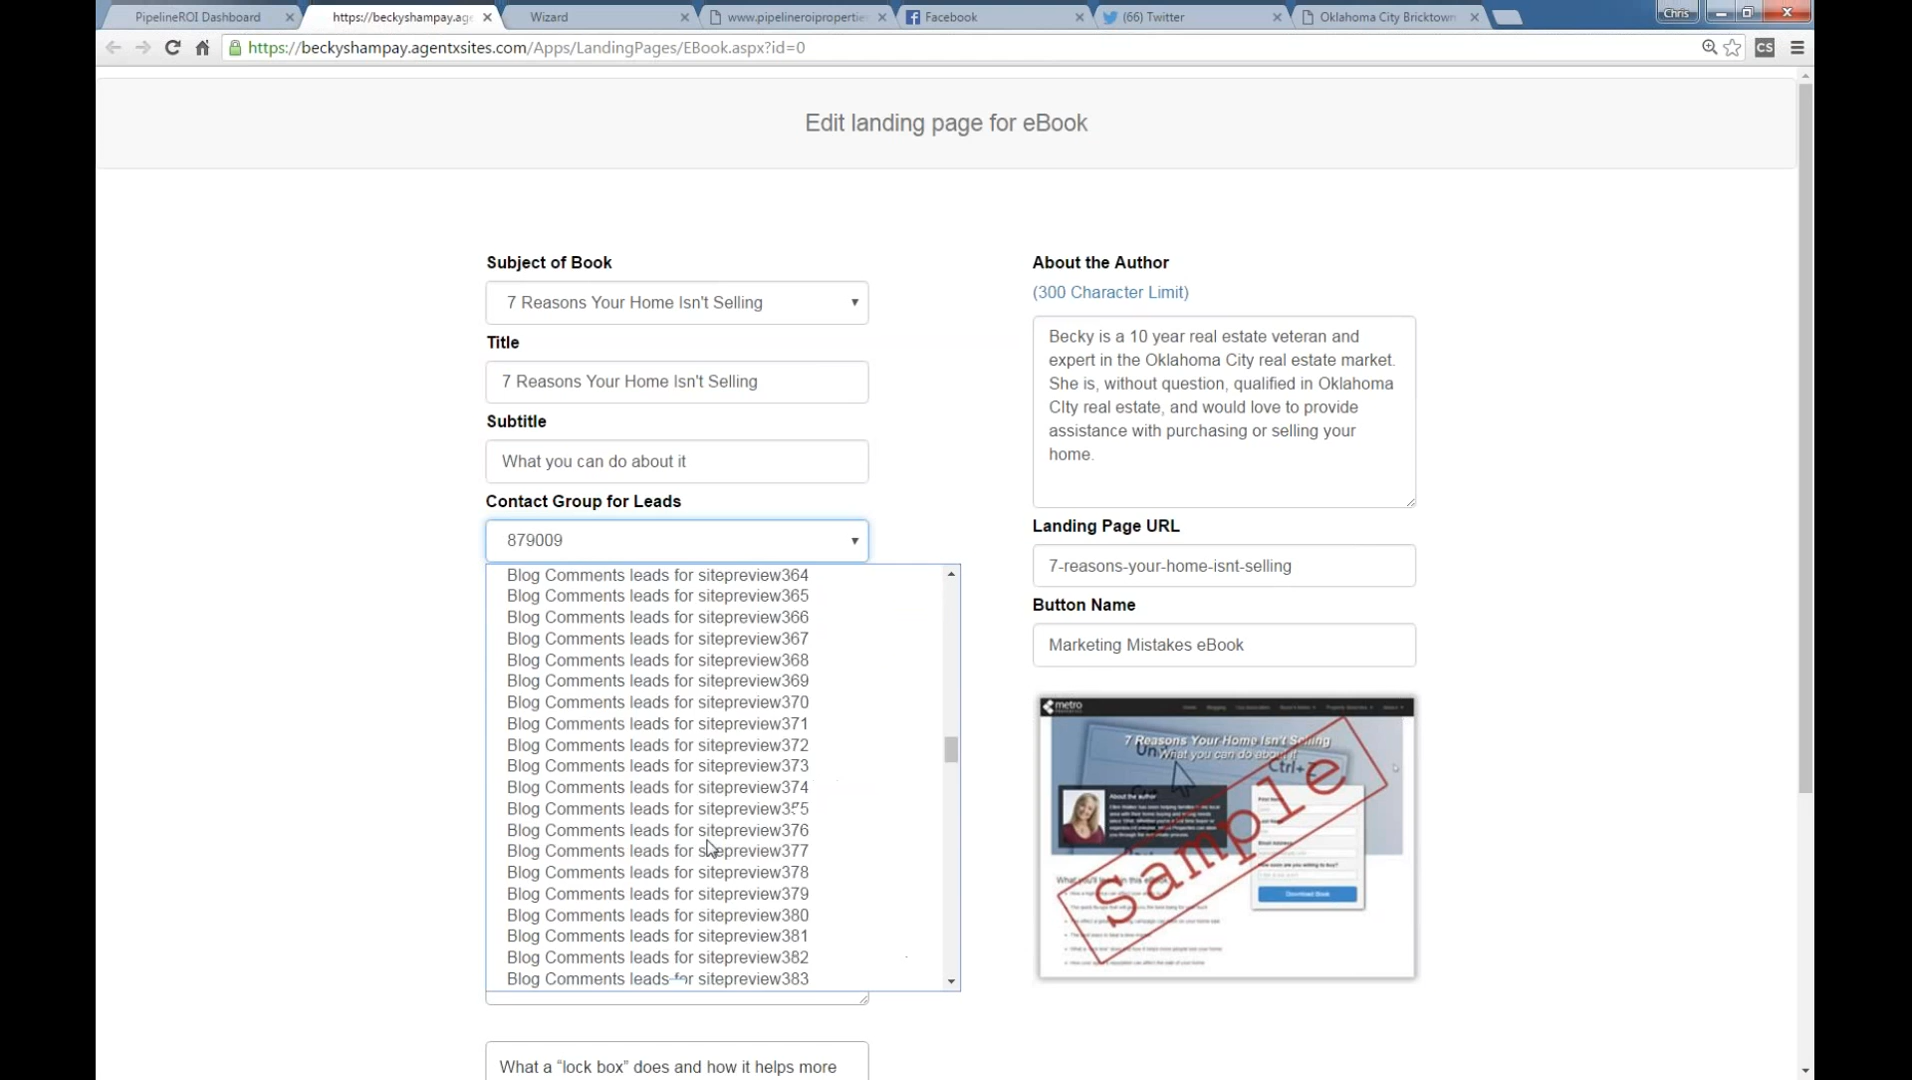 PipelineROI Dashboard
https://beckyshampay.age
Wizard
www.pipelineroipropertie
Facebook
(66) Twitter
Oklahoma City Bricktown
Chris
https://beckyshampay.agentxsites.com/Apps/LandingPages/EBook.aspx?id=0
CS
Edit landing page for eBook
Subject of Book
7 Reasons Your Home Isn't Selling
Title
7 Reasons Your Home Isn't Selling
Subtitle
What you can do about it
Contact Group for Leads
879009
Blog Comments leads for sitepreview364
Blog Comments leads for sitepreview365
Blog Comments leads for sitepreview366
Blog Comments leads for sitepreview367
Blog Comments leads for sitepreview368
Blog Comments leads for sitepreview369
Blog Comments leads for sitepreview370
Blog Comments leads for sitepreview371
Blog Comments leads for sitepreview372
Blog Comments leads for sitepreview373
Blog Comments leads for sitepreview374
Blog Comments leads for sitepreview375
Blog Comments leads for sitepreview376
Blog Comments leads for sitepreview377
Blog Comments leads for sitepreview378
Blog Comments leads for sitepreview379
Blog Comments leads for sitepreview380
Blog Comments leads for sitepreview381
Blog Comments leads for sitepreview382
Blog Comments leads for sitepreview383
What a “lock box” does and how it helps more
About the Author
(300 Character Limit)
Becky is a 10 year real estate veteran and
expert in the Oklahoma City real estate market.
She is, without question, qualified in Oklahoma
CIty real estate, and would love to provide
assistance with purchasing or selling your
home.
Landing Page URL
7-reasons-your-home-isnt-selling
Button Name
Marketing Mistakes eBook
metro
7 Reasons Your Home Isn't Selling
What you can do about it
Ctrl+Z
About the author
Download Book
Sample